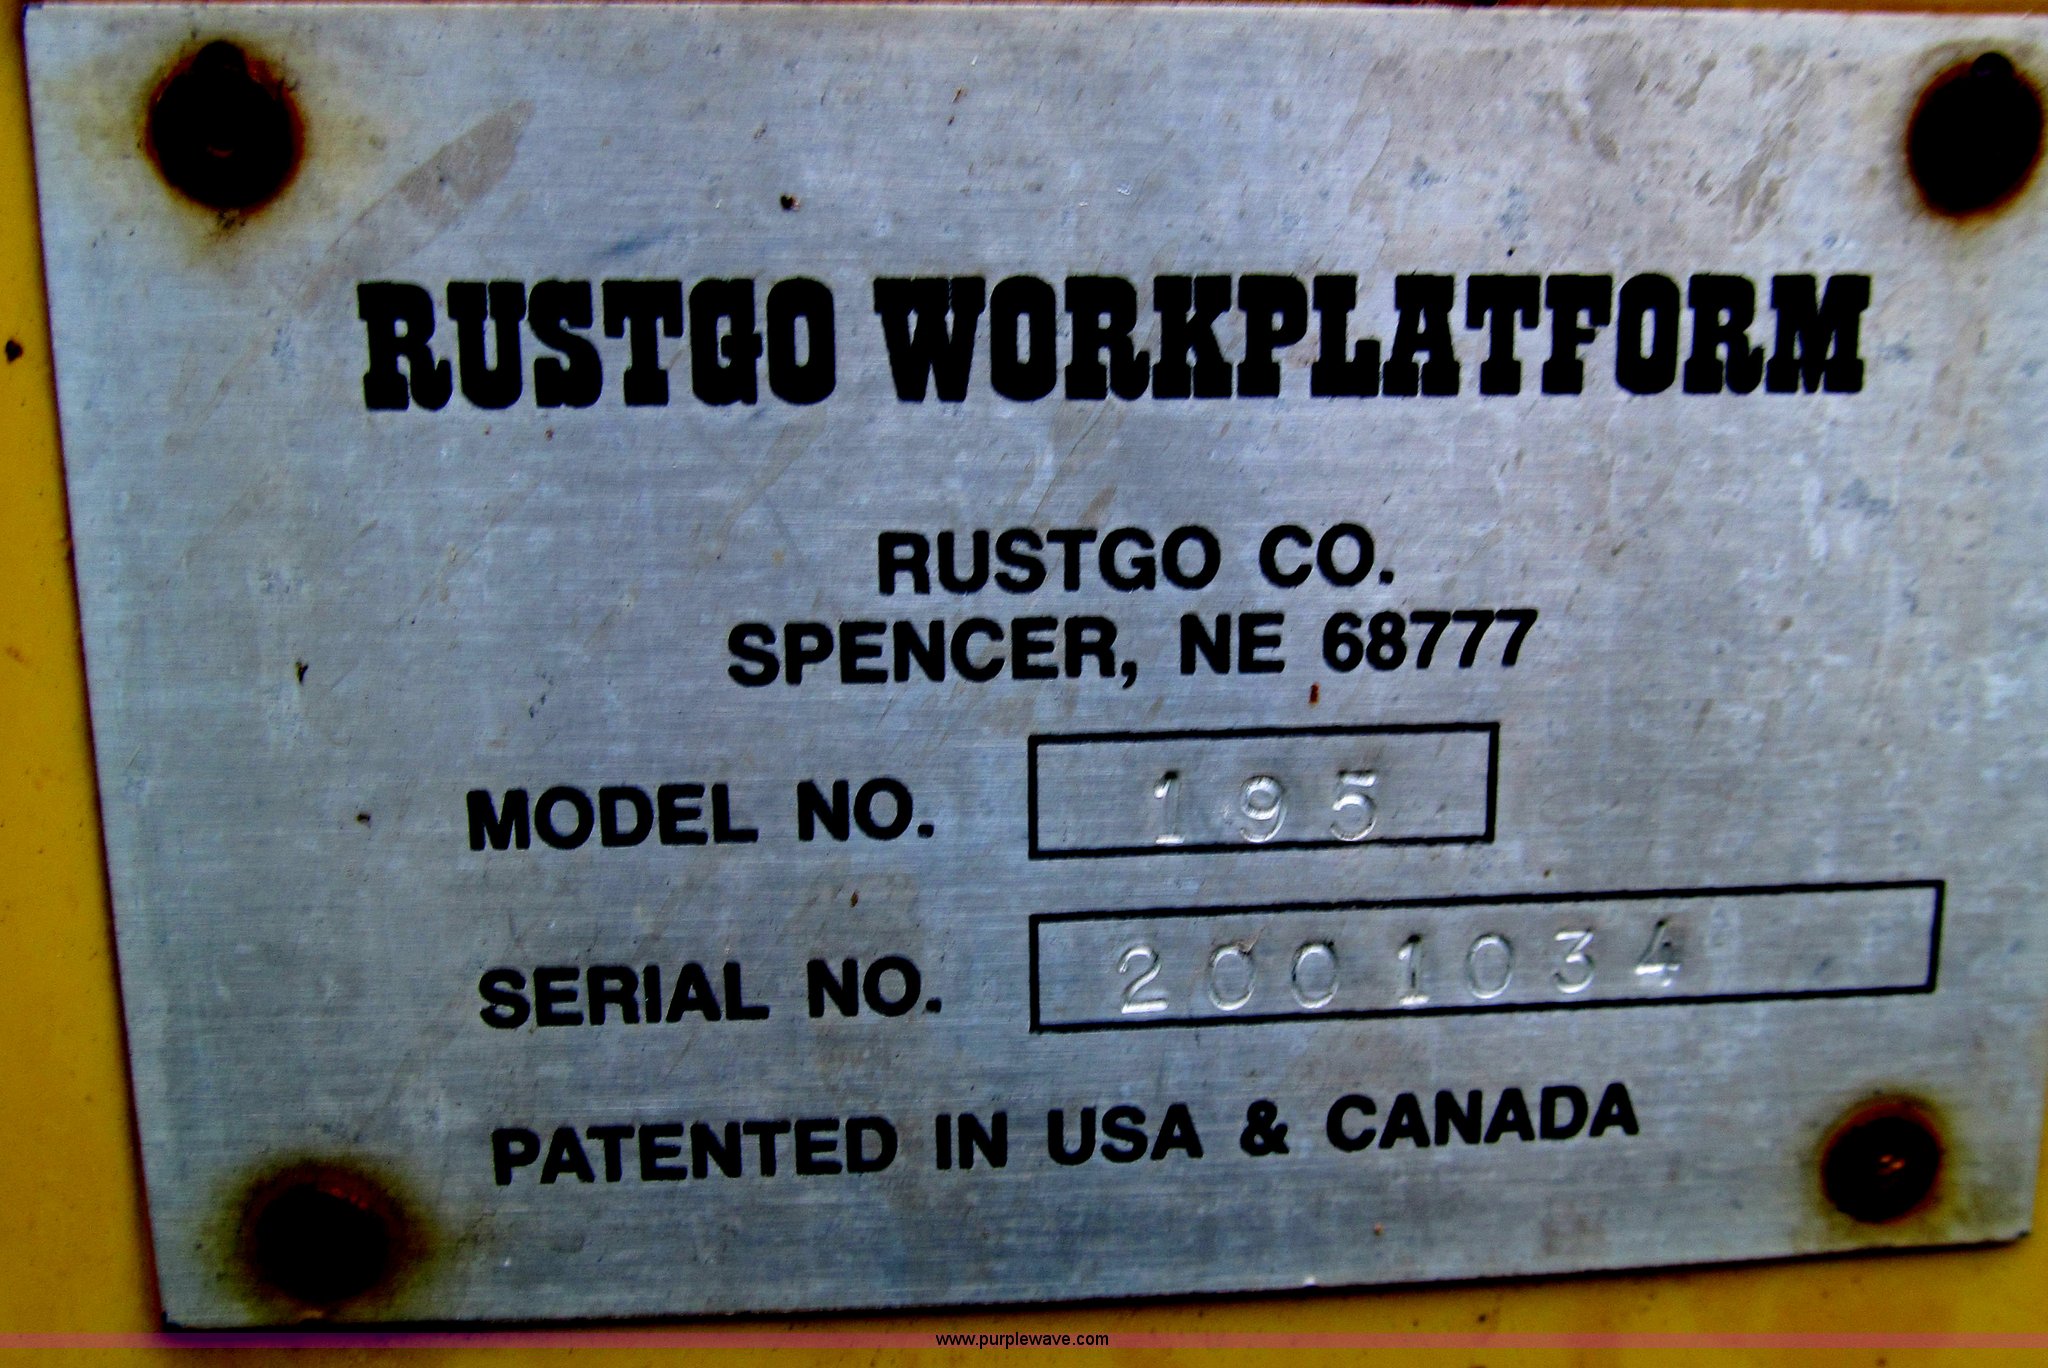 RUSTGO WORKPLATFORM
RUSTGO CO.
SPENCER, NE 68777
MODEL NO. 195
SERIAL NO. 2001034
PATENTED IN USA & CANADA
www.purplewave.com